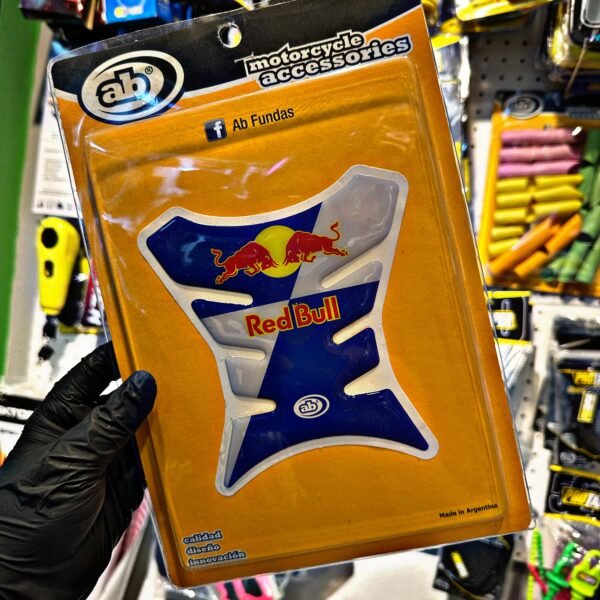 ab®
motorcycle
accessories
f Ab Fundas
Red Bull
ab
Made in Argentina
calidad
diseño
innovación